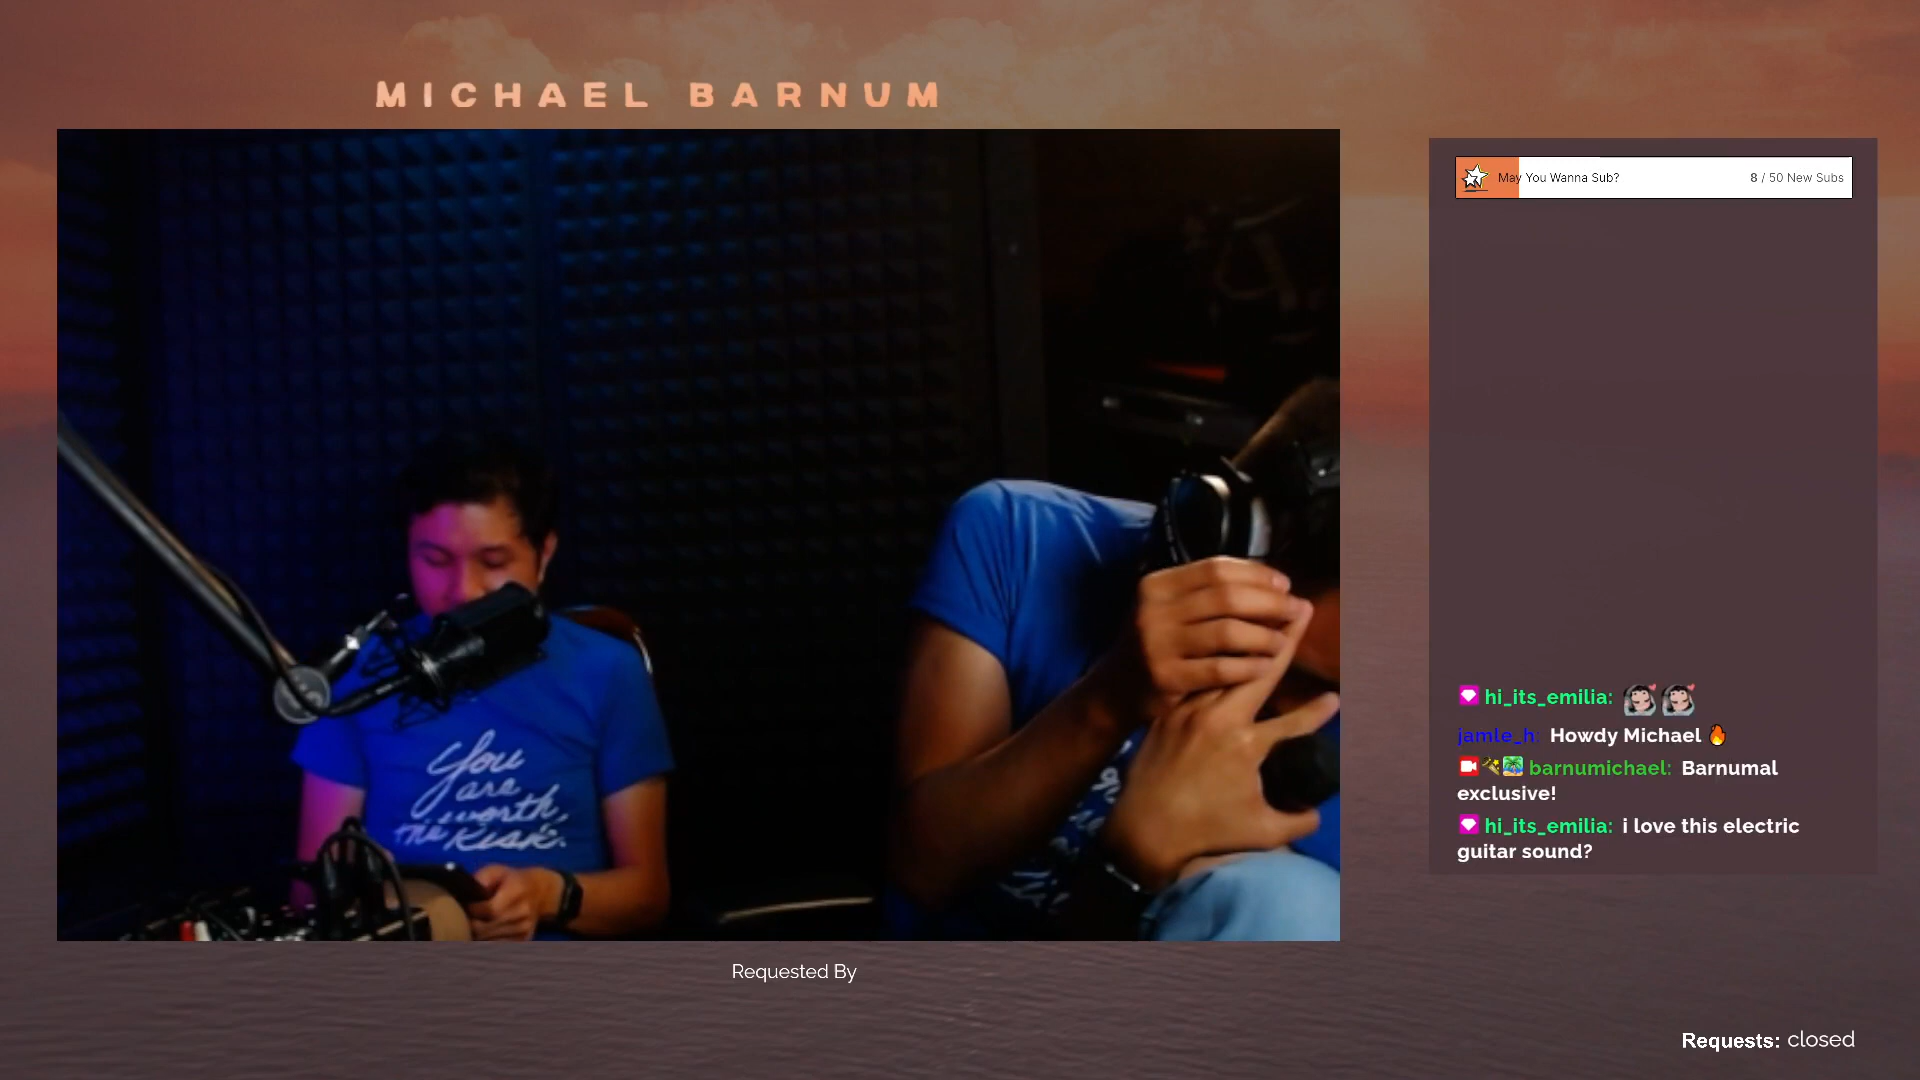 MICHAEL BARNUM
May You Wanna Sub?
8 / 50 New Subs
hi_its_emilia:
jamle_h: Howdy Michael 🔥
barnumichael: Barnumal
exclusive!
hi_its_emilia: i love this electric
guitar sound?
You
are
worth
the Risk.
Requested By
Requests: closed